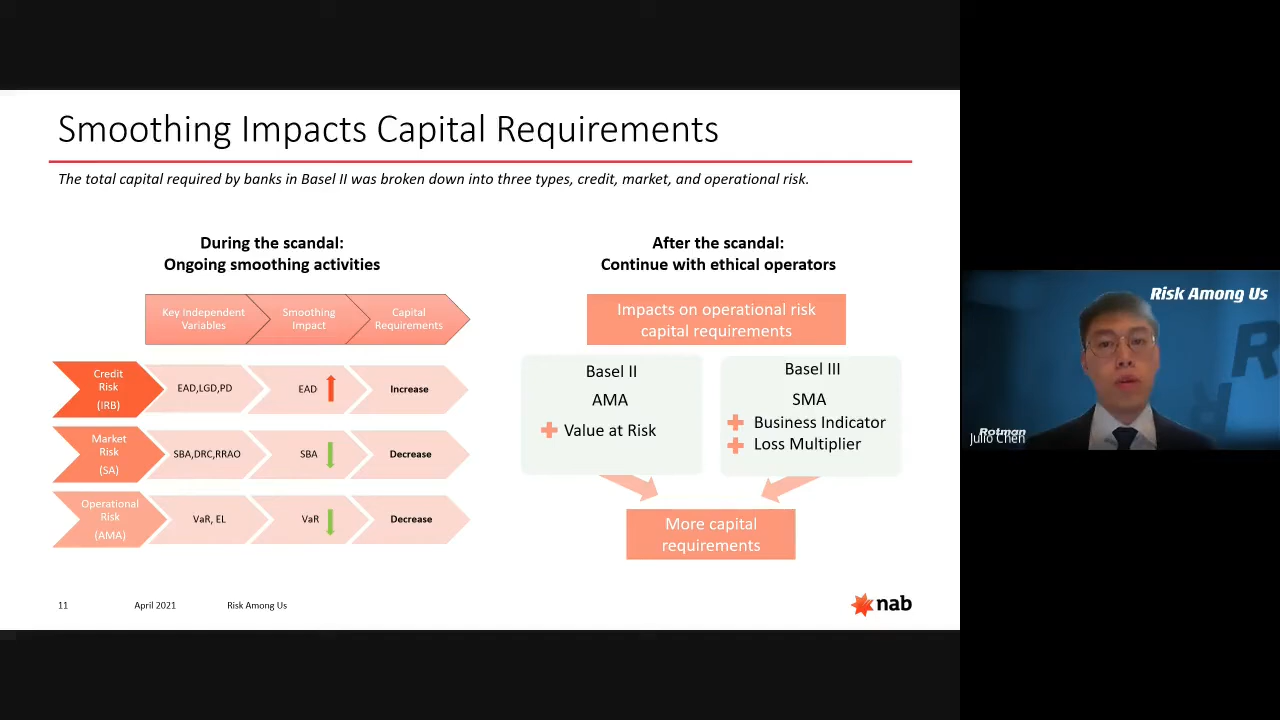 Smoothing Impacts Capital Requirements
The total capital required by banks in Basel II was broken down into three types, credit, market, and operational risk.
During the scandal:
Ongoing smoothing activities
Key Independent
Variables
Smoothing
Impact
Capital
Requirements
Credit
Risk
(IRB)
EAD,LGD,PD
EAD
Increase
Market
Risk
(SA)
SBA,DRC,RRAO
SBA
Decrease
Operational
Risk
(AMA)
VaR, EL
VaR
Decrease
After the scandal:
Continue with ethical operators
Impacts on operational risk
capital requirements
Basel II
AMA
Value at Risk
Basel III
SMA
Business Indicator
Loss Multiplier
More capital
requirements
11
April 2021
Risk Among Us
nab
Risk Among Us
Rotman
Julio Chen